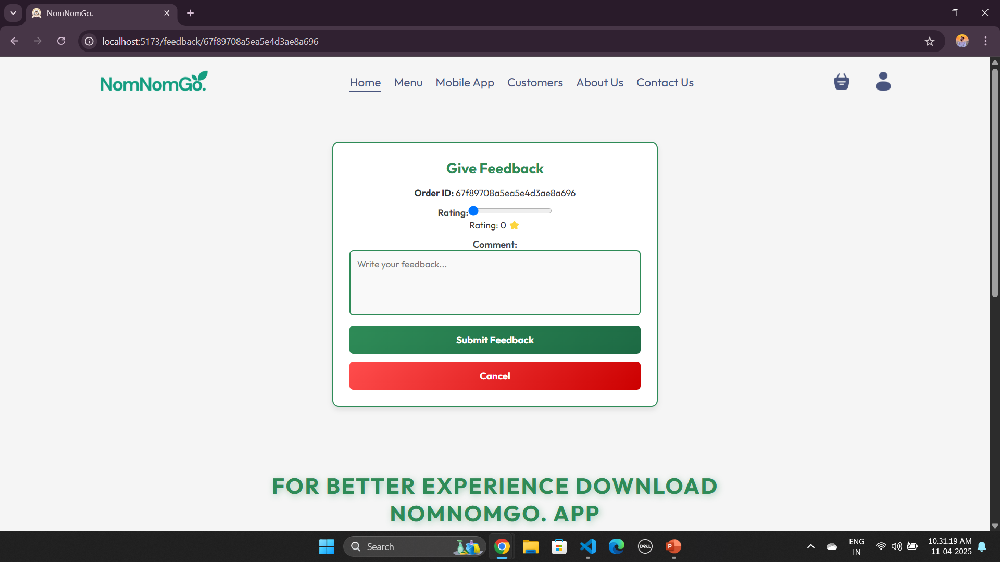 NomNomGo.
localhost:5173/feedback/67f89708a5ea5e4d3ae8a696
NomNomGo.
Home Menu Mobile App Customers About Us Contact Us
Give Feedback
Order ID: 67f89708a5ea5e4d3ae8a696
Rating:
Rating: 0
Comment:
Write your feedback...
Submit Feedback
Cancel
FOR BETTER EXPERIENCE DOWNLOAD
NOMNOMGO. APP
Search
DELL
P
ENG
IN
10.31.19 AM
11-04-2025